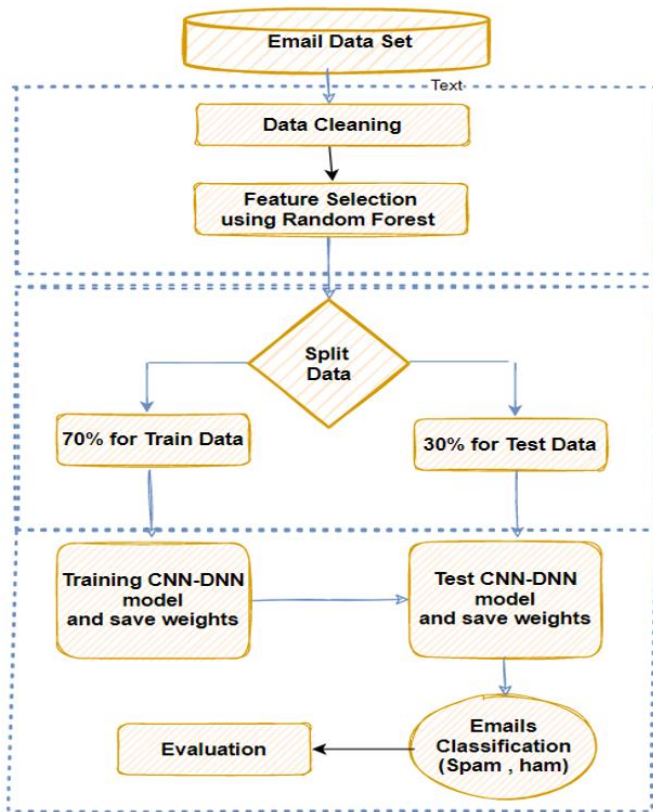 Email Data Set
Text
Data Cleaning
Feature Selection
using Random Forest
Split
Data
70% for Train Data
30% for Test Data
Training CNN-DNN
model
and save weights
Test CNN-DNN
model
and save weights
Emails
Classification
(Spam , ham)
Evaluation